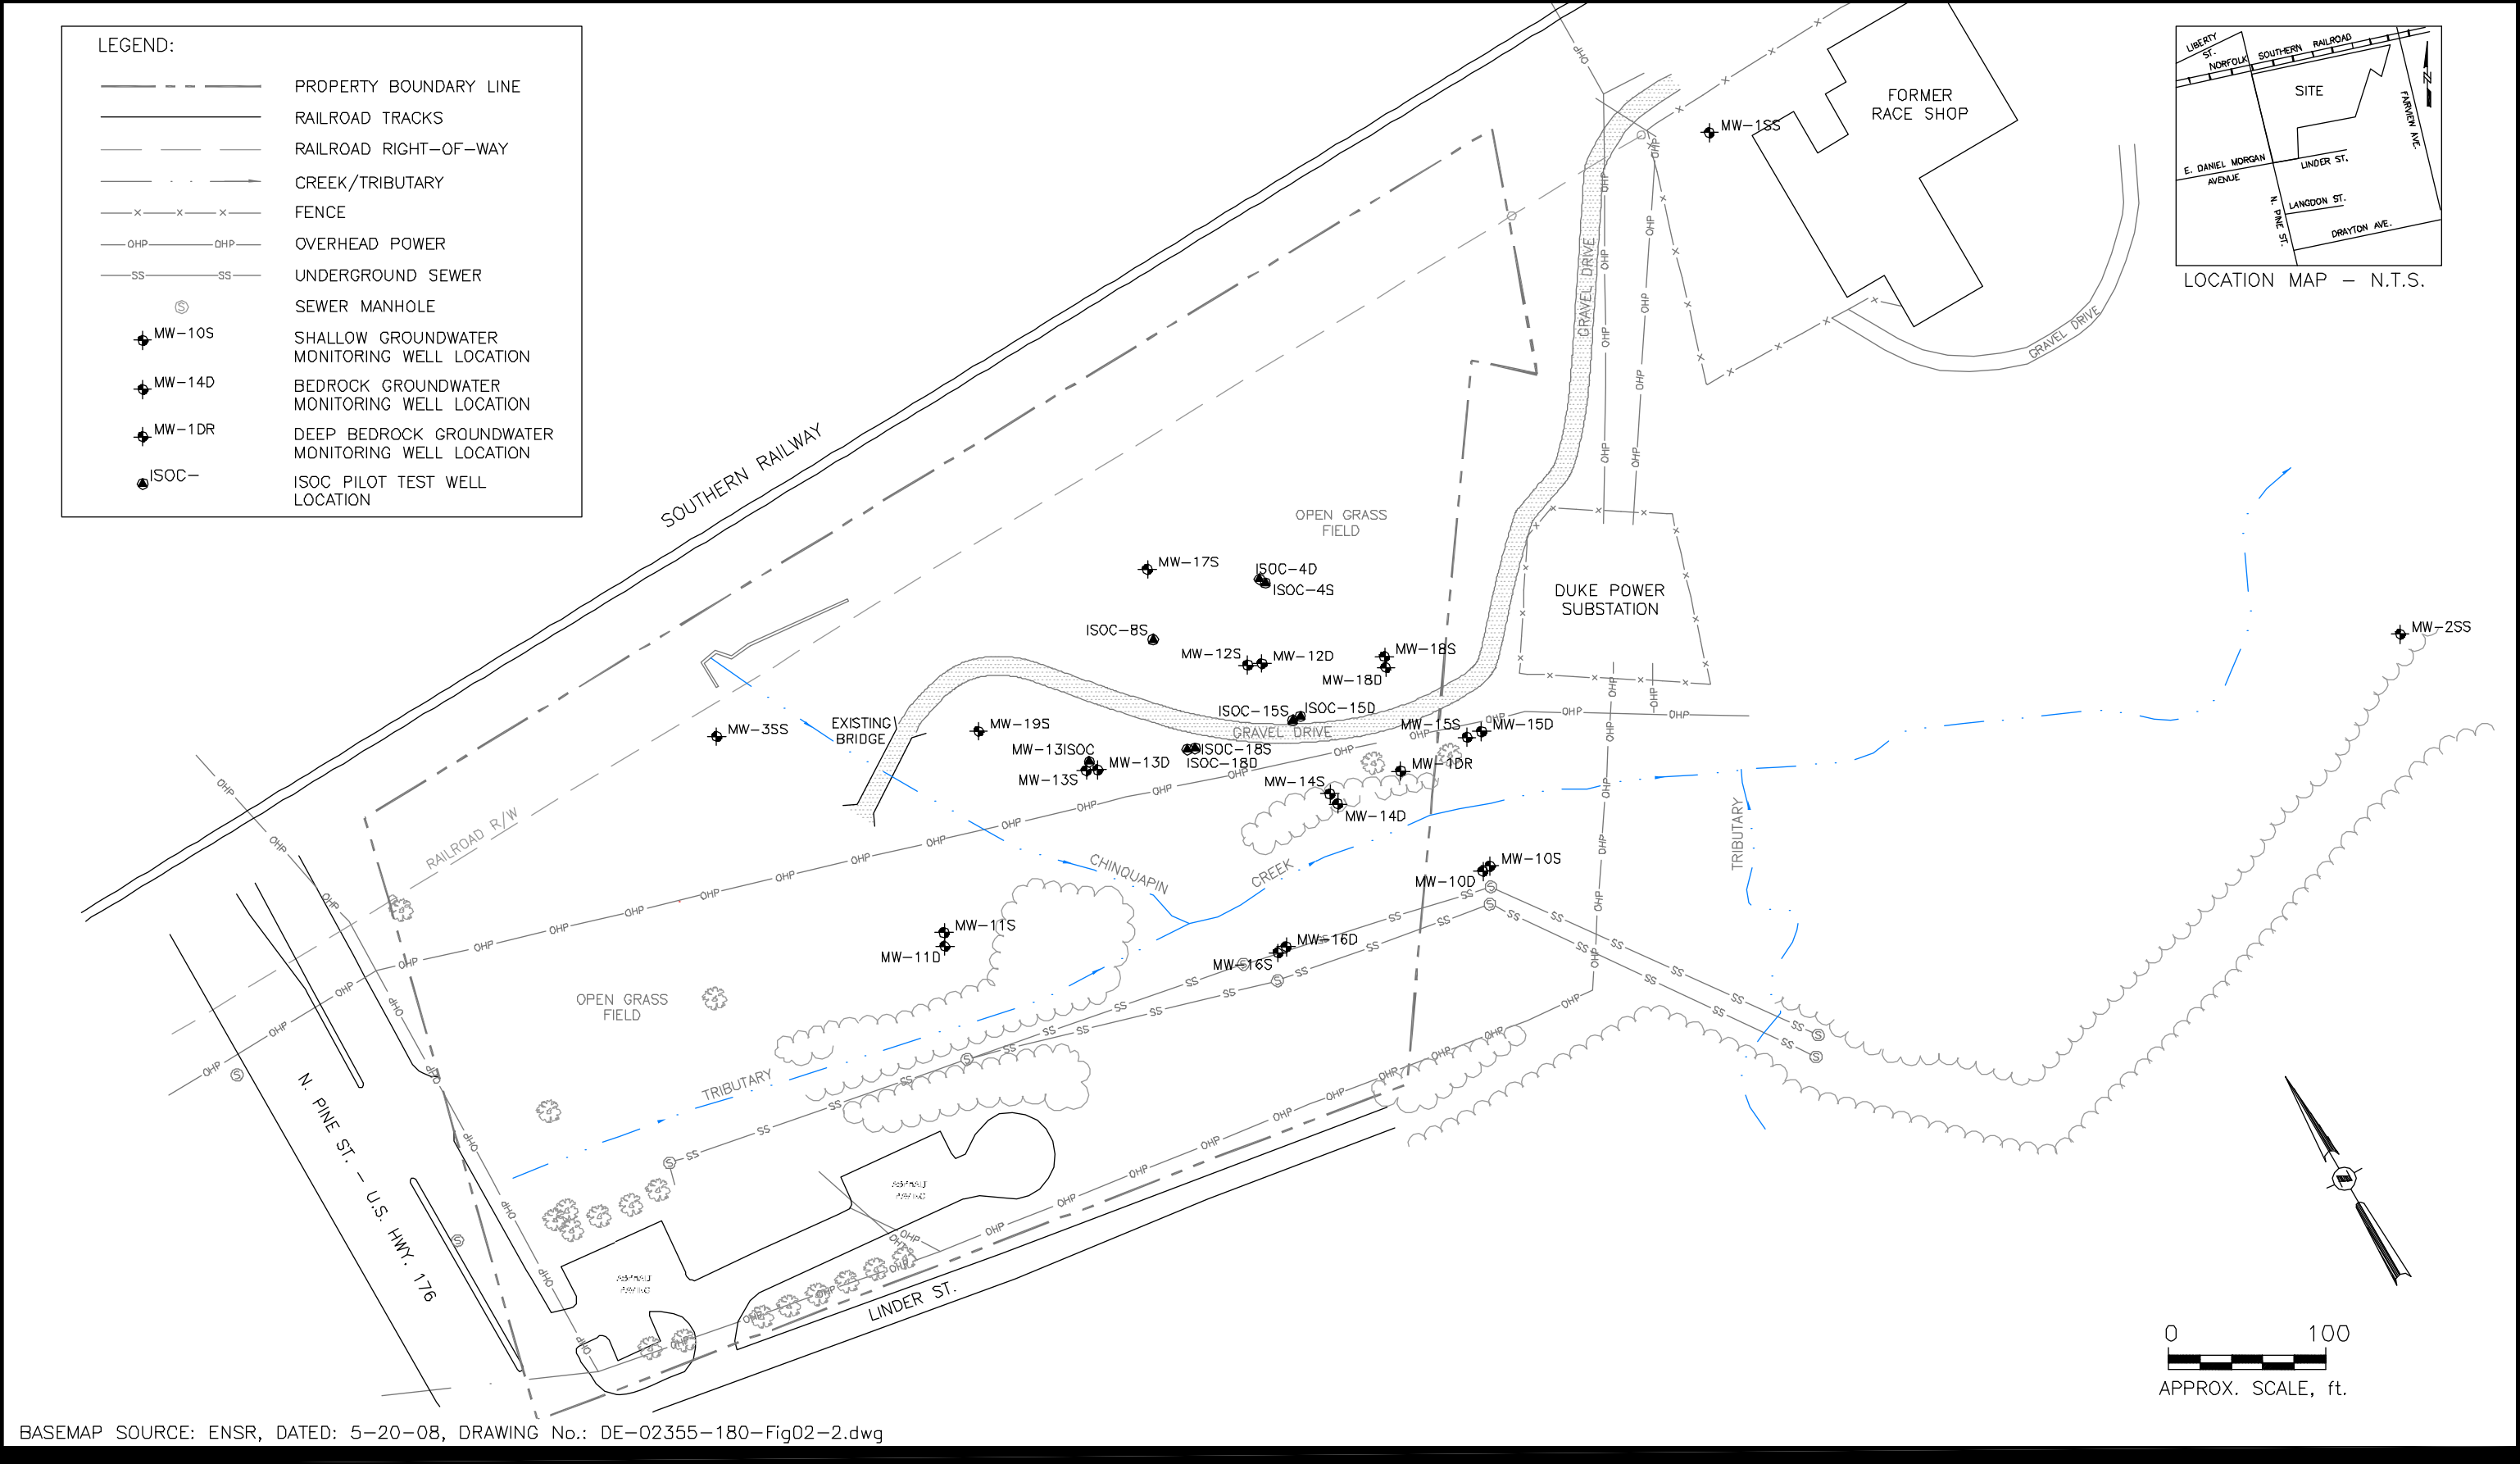 LEGEND:
PROPERTY BOUNDARY LINE
RAILROAD TRACKS
RAILROAD RIGHT-OF-WAY
CREEK/TRIBUTARY
FENCE
OHP OHP OVERHEAD POWER
SS SS UNDERGROUND SEWER
S SEWER MANHOLE
MW-10S SHALLOW GROUNDWATER
MONITORING WELL LOCATION
MW-14D BEDROCK GROUNDWATER
MONITORING WELL LOCATION
MW-1DR DEEP BEDROCK GROUNDWATER
MONITORING WELL LOCATION
ISOC- ISOC PILOT TEST WELL
LOCATION
LIBERTY
ST.
NORFOLK SOUTHERN RAILROAD
N
SITE
FAIRVIEW AVE.
E. DANIEL MORGAN
AVENUE
LINDER ST.
N. PINE ST.
LANGDON ST.
DRAYTON AVE.
LOCATION MAP - N.T.S.
FORMER
RACE SHOP
MW-1SS
GRAVEL DRIVE
GRAVEL DRIVE
SOUTHERN RAILWAY
OPEN GRASS
FIELD
MW-17S
ISOC-4D
ISOC-4S
DUKE POWER
SUBSTATION
ISOC-8S
MW-12S
MW-12D
MW-18S
MW-18D
MW-2SS
ISOC-15S
ISOC-15D
GRAVEL DRIVE
MW-15S
MW-15D
MW-3SS
EXISTING
BRIDGE
MW-19S
MW-13ISOC
MW-13D
MW-13S
ISOC-18S
ISOC-18D
MW-1DR
MW-14S
MW-14D
RAILROAD R/W
CHINQUAPIN
CREEK
TRIBUTARY
MW-10S
MW-10D
MW-11S
MW-11D
MW-16D
MW-16S
OPEN GRASS
FIELD
TRIBUTARY
N. PINE ST. - U.S. HWY. 176
LINDER ST.
0 100
APPROX. SCALE, ft.
BASEMAP SOURCE: ENSR, DATED: 5-20-08, DRAWING No.: DE-02355-180-Fig02-2.dwg